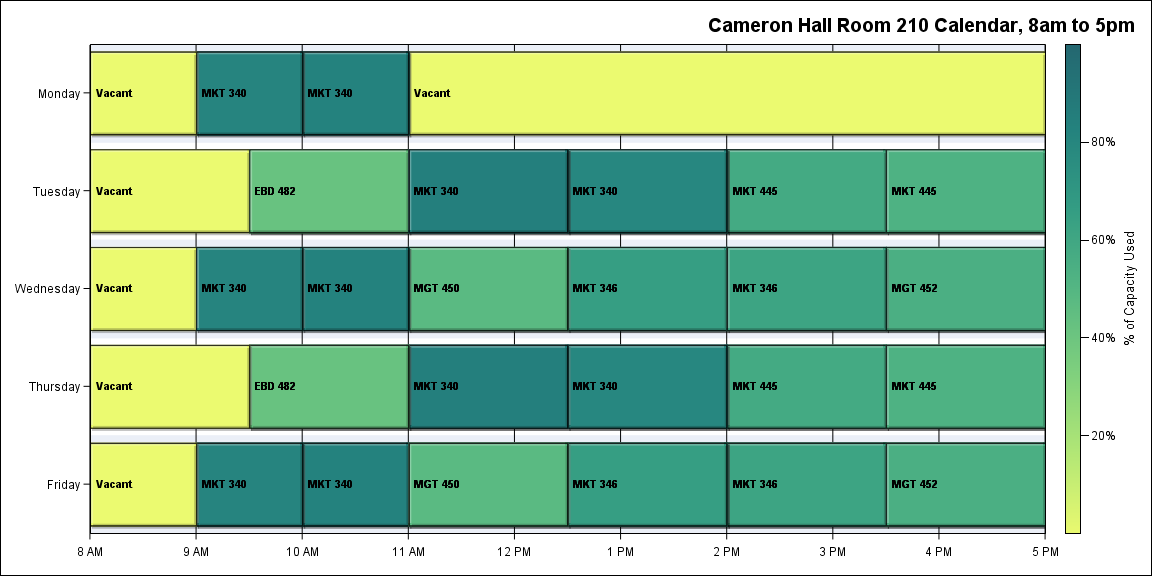 Cameron Hall Room 210 Calendar, 8am to 5pm
Monday
Vacant
MKT 340
MKT 340
Vacant
Tuesday
Vacant
EBD 482
MKT 340
MKT 340
MKT 445
MKT 445
Wednesday
Vacant
MKT 340
MKT 340
MGT 450
MKT 346
MKT 346
MGT 452
Thursday
Vacant
EBD 482
MKT 340
MKT 340
MKT 445
MKT 445
Friday
Vacant
MKT 340
MKT 340
MGT 450
MKT 346
MKT 346
MGT 452
8 AM
9 AM
10 AM
11 AM
12 PM
1 PM
2 PM
3 PM
4 PM
5 PM
80%
60%
40%
20%
% of Capacity Used